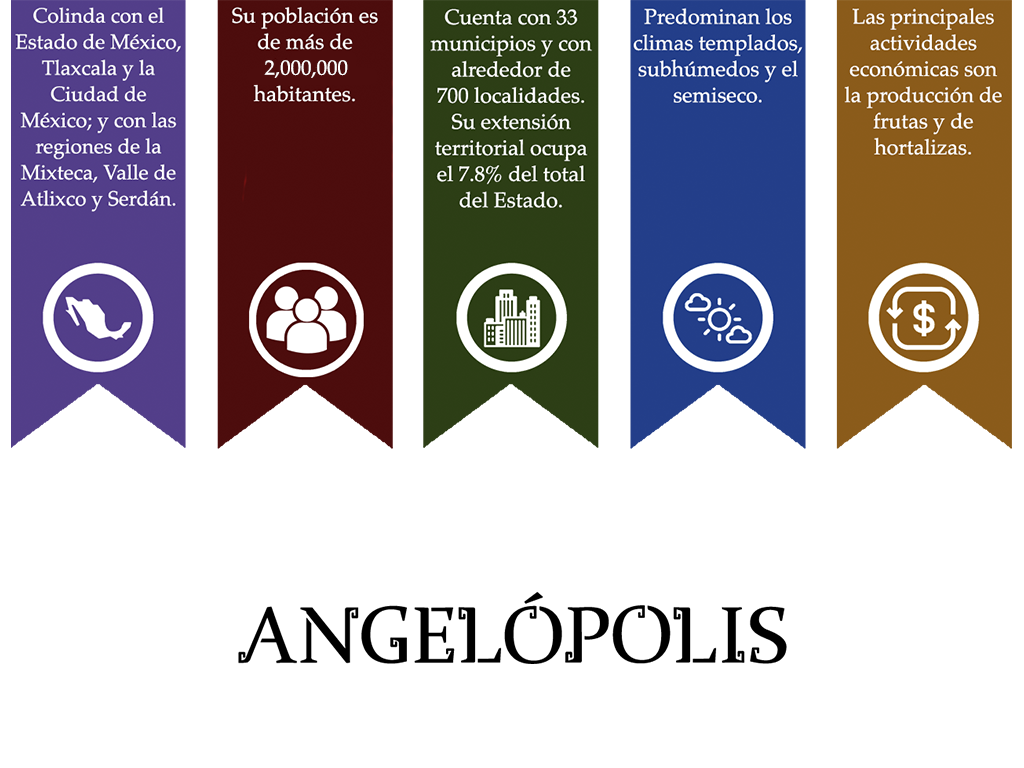 Colinda con el
Estado de México,
Tlaxcala y la
Ciudad de
México; y con las
regiones de la
Mixteca, Valle de
Atlixco y Serdán.
Su población es
de más de
2,000,000
habitantes.
Cuenta con 33
municipios y con
alrededor de
700 localidades.
Su extensión
territorial ocupa
el 7.8% del total
del Estado.
Predominan los
climas templados,
subhúmedos y el
semiseco.
Las principales
actividades
económicas son
la producción de
frutas y de
hortalizas.
$
ANGELÓPOLIS